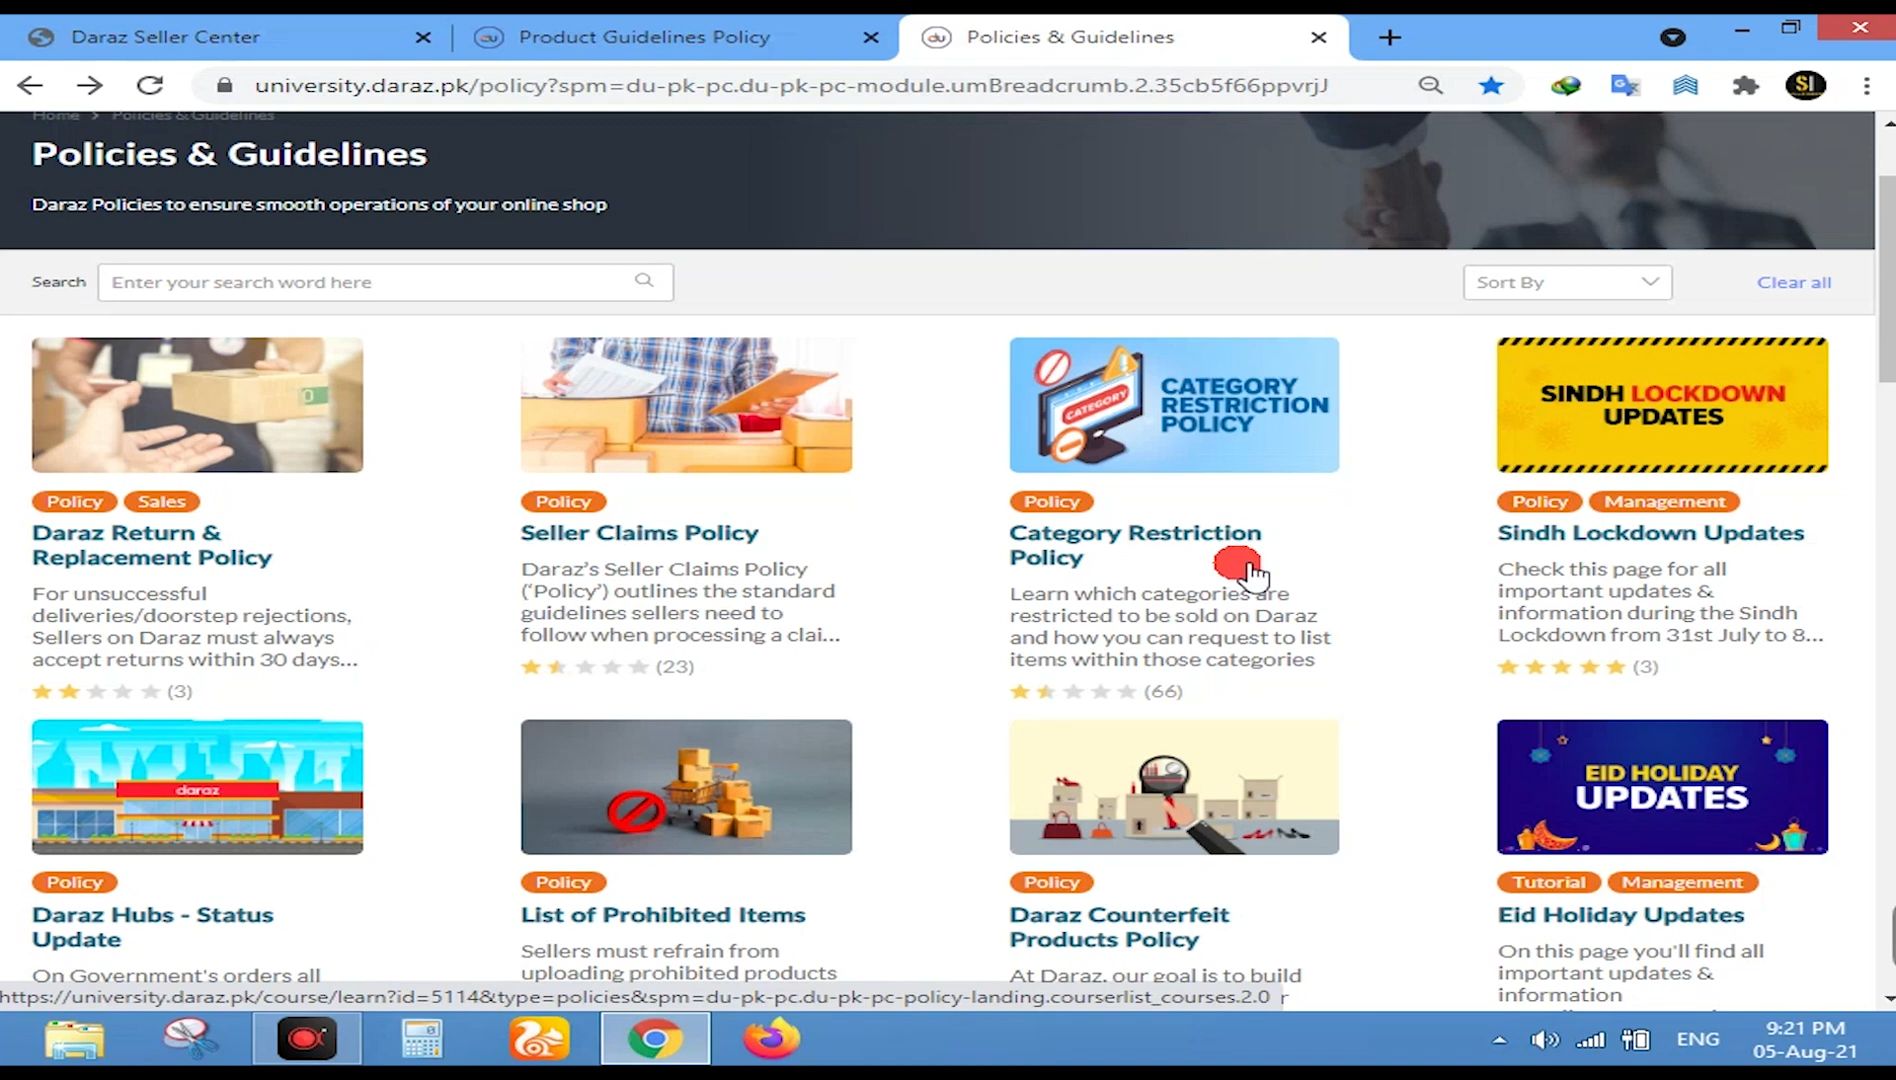 Daraz Seller Center
Product Guidelines Policy
Policies & Guidelines
university.daraz.pk/policy?spm=du-pk-pc.du-pk-pc-module.umBreadcrumb.2.35cb5f66ppvrjJ
SI
Home > Policies & Guidelines
Policies & Guidelines
Daraz Policies to ensure smooth operations of your online shop
Search
Enter your search word here
Sort By
Clear all
CATEGORY
CATEGORY
RESTRICTION
POLICY
SINDH LOCKDOWN
UPDATES
Policy Sales
Daraz Return &
Replacement Policy
For unsuccessful
deliveries/doorstep rejections,
Sellers on Daraz must always
accept returns within 30 days...
(3)
Policy
Seller Claims Policy
Daraz's Seller Claims Policy
('Policy') outlines the standard
guidelines sellers need to
follow when processing a clai...
(23)
Policy
Category Restriction
Policy
Learn which categories are
restricted to be sold on Daraz
and how you can request to list
items within those categories
(66)
Policy Management
Sindh Lockdown Updates
Check this page for all
important updates &
information during the Sindh
Lockdown from 31st July to 8...
(3)
daraz
EID HOLIDAY
UPDATES
Policy
Daraz Hubs - Status
Update
On Government's orders all
Policy
List of Prohibited Items
Sellers must refrain from
uploading prohibited products
Policy
Daraz Counterfeit
Products Policy
At Daraz, our goal is to build
Tutorial Management
Eid Holiday Updates
On this page you'll find all
important updates &
information
https://university.daraz.pk/course/learn?id=5114&type=policies&spm=du-pk-pc.du-pk-pc-policy-landing.courserlist_courses.2.0
ENG
9:21 PM
05-Aug-21